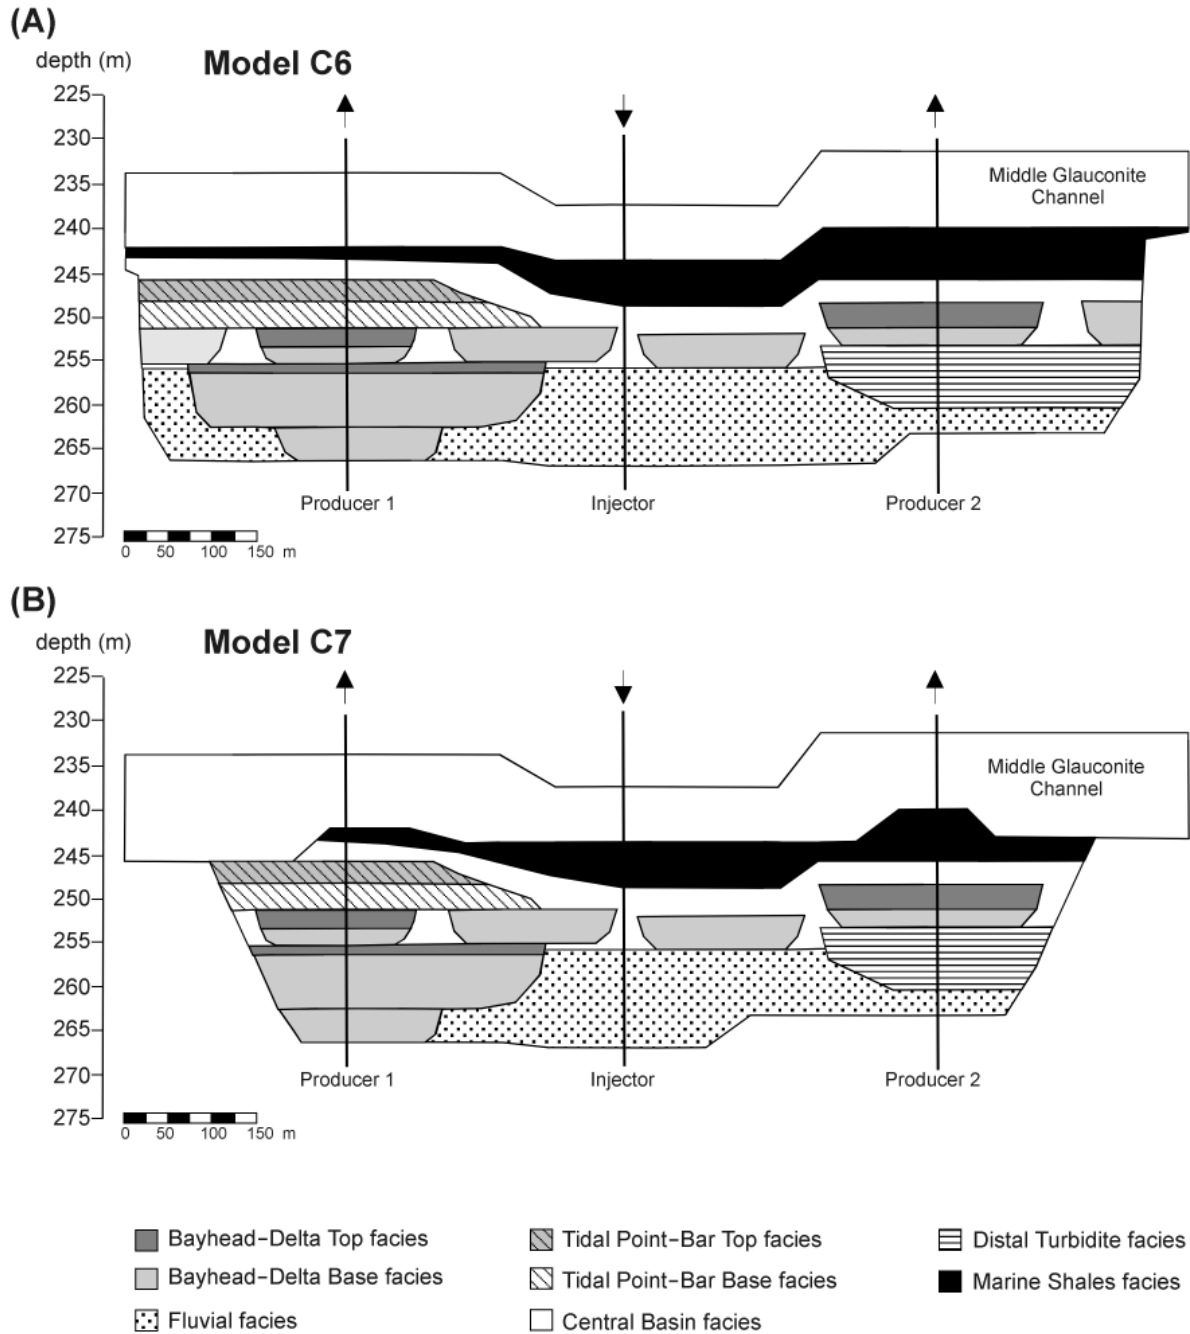 (A)
depth (m)
Model C6
225
230
235
240
245
250
255
260
265
270
275
Middle Glauconite
Channel
Producer 1
Injector
Producer 2
0 50 100 150 m
(B)
depth (m)
Model C7
225
230
235
240
245
250
255
260
265
270
275
Middle Glauconite
Channel
Producer 1
Injector
Producer 2
0 50 100 150 m
Bayhead-Delta Top facies
Bayhead-Delta Base facies
Fluvial facies
Tidal Point-Bar Top facies
Tidal Point-Bar Base facies
Central Basin facies
Distal Turbidite facies
Marine Shales facies